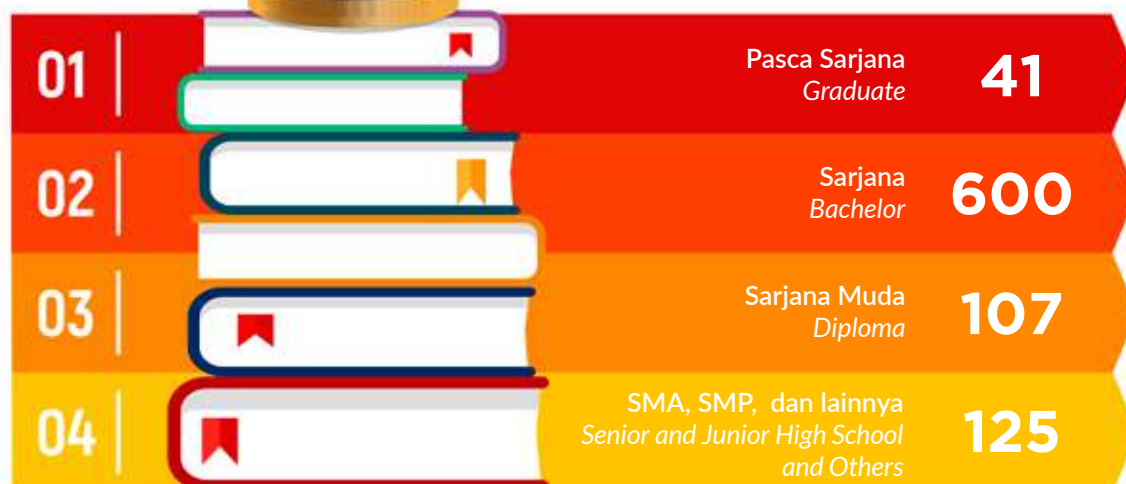 01
Pasca Sarjana
Graduate
41
02
Sarjana
Bachelor
600
03
Sarjana Muda
Diploma
107
04
SMA, SMP, dan lainnya
Senior and Junior High School
and Others
125